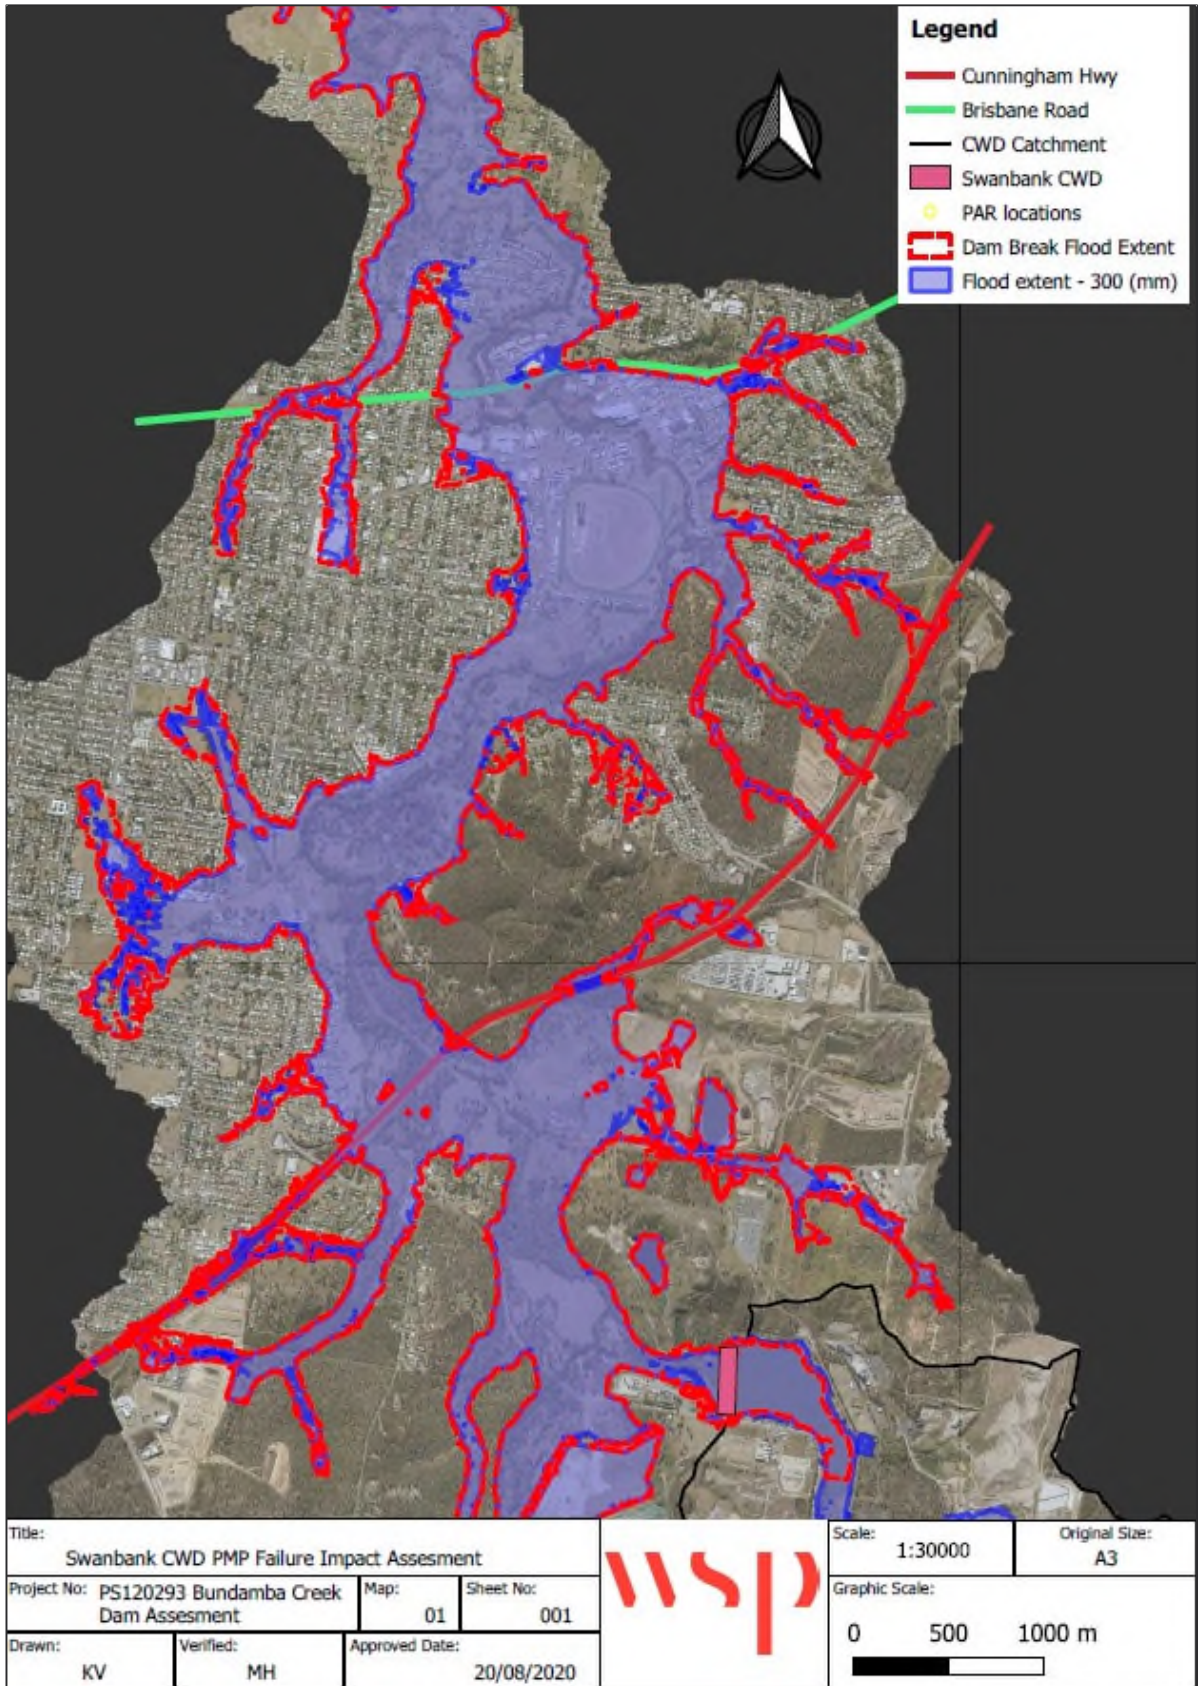 Legend
Cunningham Hwy
Brisbane Road
CWD Catchment
Swanbank CWD
PAR locations
Dam Break Flood Extent
Flood extent - 300 (mm)
Title:
Swanbank CWD PMP Failure Impact Assesment
Project No: PS120293 Bundamba Creek
Dam Assesment
Map:
01
Sheet No:
001
Drawn:
KV
Verified:
MH
Approved Date:
20/08/2020
wsp
Scale:
1:30000
Original Size:
A3
Graphic Scale:
0 500 1000 m